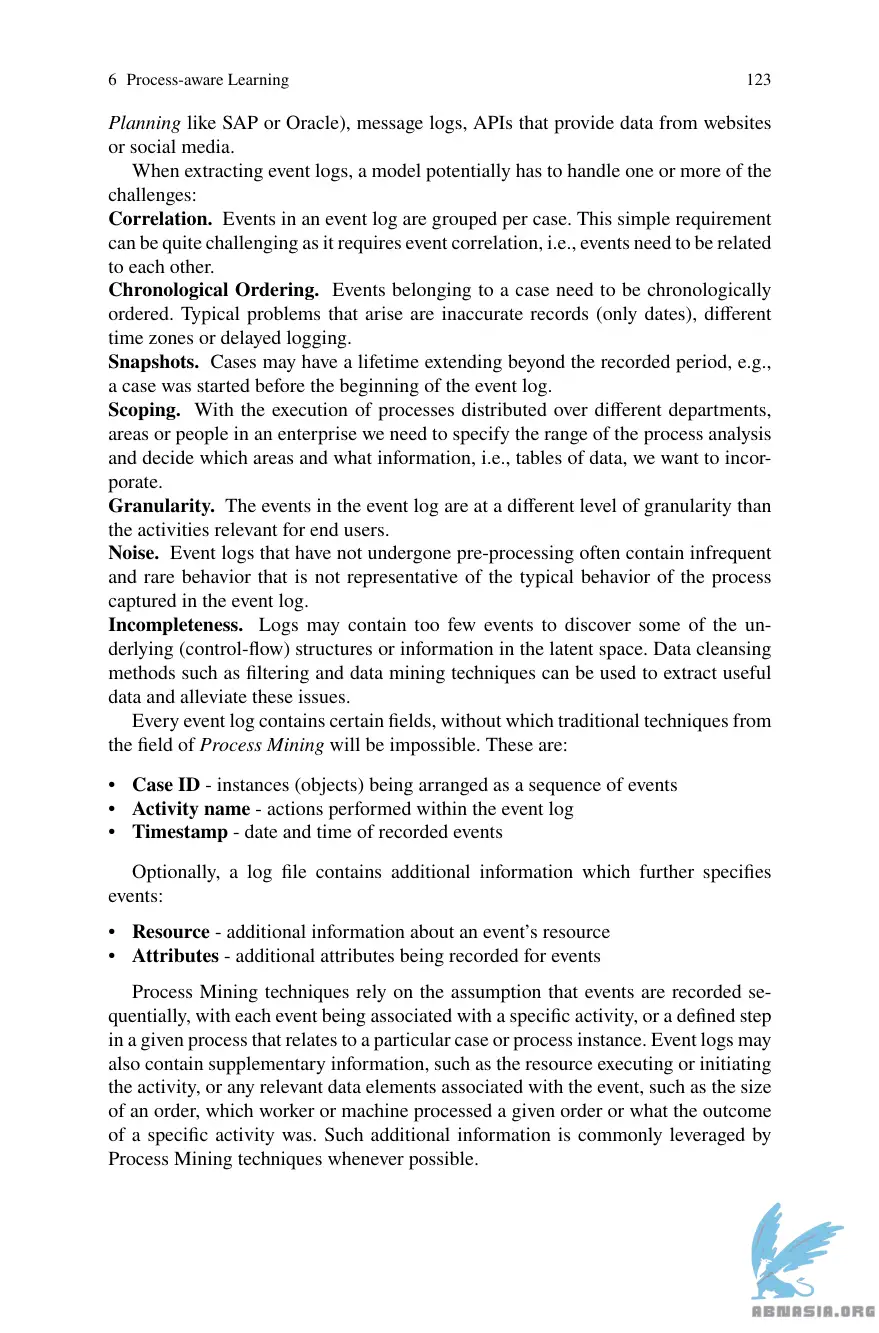 6 Process-aware Learning 123
Planning like SAP or Oracle), message logs, APIs that provide data from websites
or social media.
When extracting event logs, a model potentially has to handle one or more of the
challenges:
Correlation. Events in an event log are grouped per case. This simple requirement
can be quite challenging as it requires event correlation, i.e., events need to be related
to each other.
Chronological Ordering. Events belonging to a case need to be chronologically
ordered. Typical problems that arise are inaccurate records (only dates), different
time zones or delayed logging.
Snapshots. Cases may have a lifetime extending beyond the recorded period, e.g.,
a case was started before the beginning of the event log.
Scoping. With the execution of processes distributed over different departments,
areas or people in an enterprise we need to specify the range of the process analysis
and decide which areas and what information, i.e., tables of data, we want to incor-
porate.
Granularity. The events in the event log are at a different level of granularity than
the activities relevant for end users.
Noise. Event logs that have not undergone pre-processing often contain infrequent
and rare behavior that is not representative of the typical behavior of the process
captured in the event log.
Incompleteness. Logs may contain too few events to discover some of the un-
derlying (control-flow) structures or information in the latent space. Data cleansing
methods such as filtering and data mining techniques can be used to extract useful
data and alleviate these issues.
Every event log contains certain fields, without which traditional techniques from
the field of Process Mining will be impossible. These are:
• Case ID - instances (objects) being arranged as a sequence of events
• Activity name - actions performed within the event log
• Timestamp - date and time of recorded events
Optionally, a log file contains additional information which further specifies
events:
• Resource - additional information about an event's resource
• Attributes - additional attributes being recorded for events
Process Mining techniques rely on the assumption that events are recorded se-
quentially, with each event being associated with a specific activity, or a defined step
in a given process that relates to a particular case or process instance. Event logs may
also contain supplementary information, such as the resource executing or initiating
the activity, or any relevant data elements associated with the event, such as the size
of an order, which worker or machine processed a given order or what the outcome
of a specific activity was. Such additional information is commonly leveraged by
Process Mining techniques whenever possible.
ABNASIA.ORG